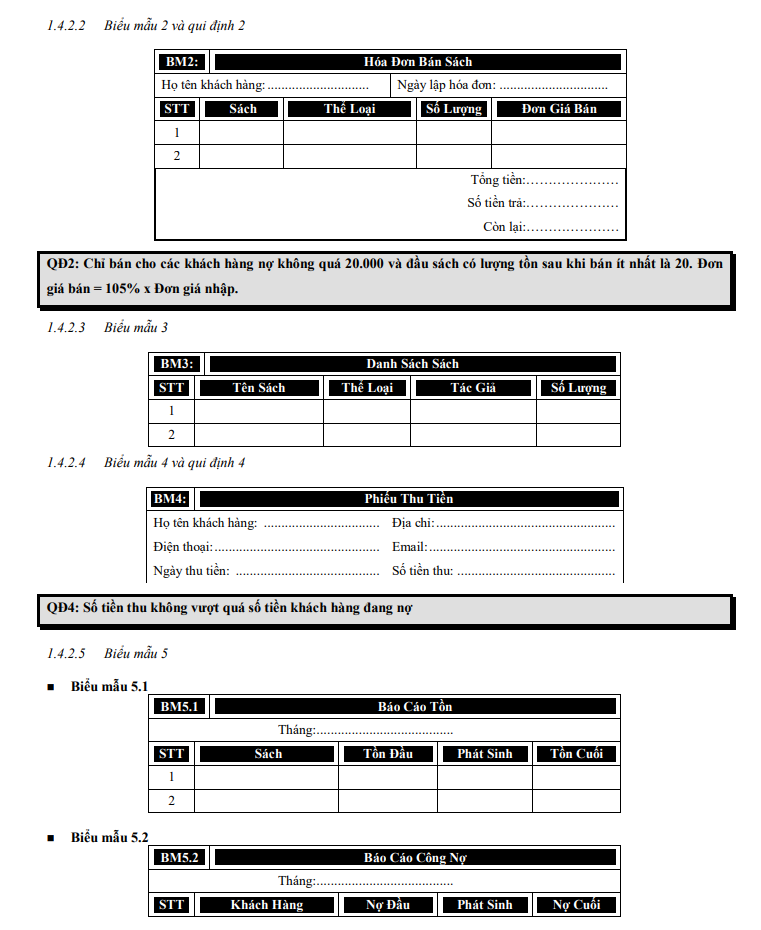 1.4.2.2 Biểu mẫu 2 và qui định 2
BM2: Hóa Đơn Bán Sách
Họ tên khách hàng: ............................... Ngày lập hóa đơn: .................................
STT Sách Thể Loại Số Lượng Đơn Giá Bán
1
2
Tổng tiền:…………………
Số tiền trả:…………………
Còn lại:…………………
QĐ2: Chỉ bán cho các khách hàng nợ không quá 20.000 và đầu sách có lượng tồn sau khi bán ít nhất là 20. Đơn
giá bán = 105% x Đơn giá nhập.
1.4.2.3 Biểu mẫu 3
BM3: Danh Sách Sách
STT Tên Sách Thể Loại Tác Giả Số Lượng
1
2
1.4.2.4 Biểu mẫu 4 và qui định 4
BM4: Phiếu Thu Tiền
Họ tên khách hàng: ................................... Địa chỉ:......................................................
Điện thoại:.................................................. Email:........................................................
Ngày thu tiền: ........................................... Số tiền thu: ...............................................
QĐ4: Số tiền thu không vượt quá số tiền khách hàng đang nợ
1.4.2.5 Biểu mẫu 5
▪ Biểu mẫu 5.1
BM5.1 Báo Cáo Tồn
Tháng:.........................................
STT Sách Tồn Đầu Phát Sinh Tồn Cuối
1
2
▪ Biểu mẫu 5.2
BM5.2 Báo Cáo Công Nợ
Tháng:.........................................
STT Khách Hàng Nợ Đầu Phát Sinh Nợ Cuối